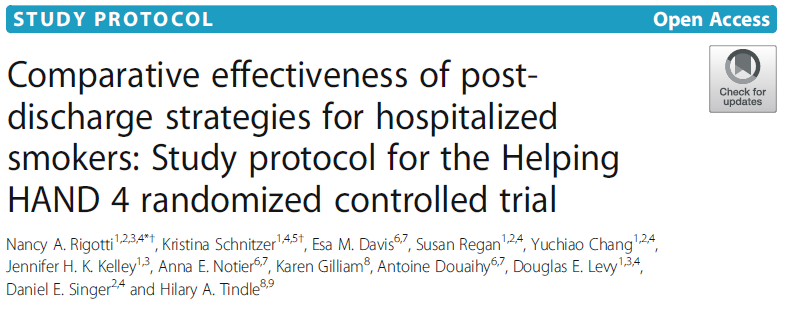 STUDY PROTOCOL
Open Access
Comparative effectiveness of post-
discharge strategies for hospitalized
smokers: Study protocol for the Helping
HAND 4 randomized controlled trial
Check for
updates
Nancy A. Rigotti1,2,3,4*†, Kristina Schnitzer1,4,5†, Esa M. Davis6,7, Susan Regan1,2,4, Yuchiao Chang1,2,4,
Jennifer H. K. Kelley1,3, Anna E. Notier6,7, Karen Gilliam8, Antoine Douaihy6,7, Douglas E. Levy1,3,4,
Daniel E. Singer2,4 and Hilary A. Tindle8,9